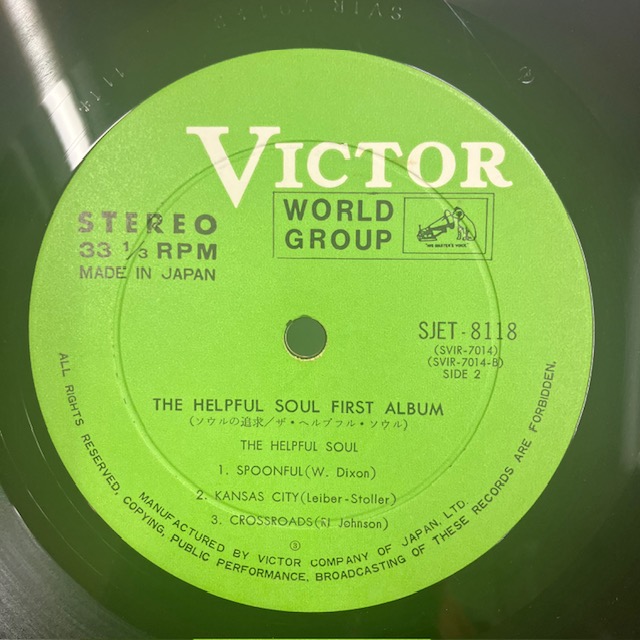 VICTOR
WORLD
GROUP
"HIS MASTER'S VOICE"
STEREO
33 1/3 RPM
MADE IN JAPAN
SJET-8118
(SVIR-7014)
(SVIR-7014-B)
SIDE 2
THE HELPFUL SOUL FIRST ALBUM
(ソウルの追求/ザ・ヘルプフル・ソウル)
THE HELPFUL SOUL
1. SPOONFUL(W. Dixon)
2. KANSAS CITY(Leiber-Stoller)
3. CROSSROADS(RJ Johnson)
③
MANUFACTURED BY VICTOR COMPANY OF JAPAN, LTD.
ALL RIGHTS RESERVED, COPYING, PUBLIC PERFORMANCE, BROADCASTING OF THESE RECORDS ARE FORBIDDEN.